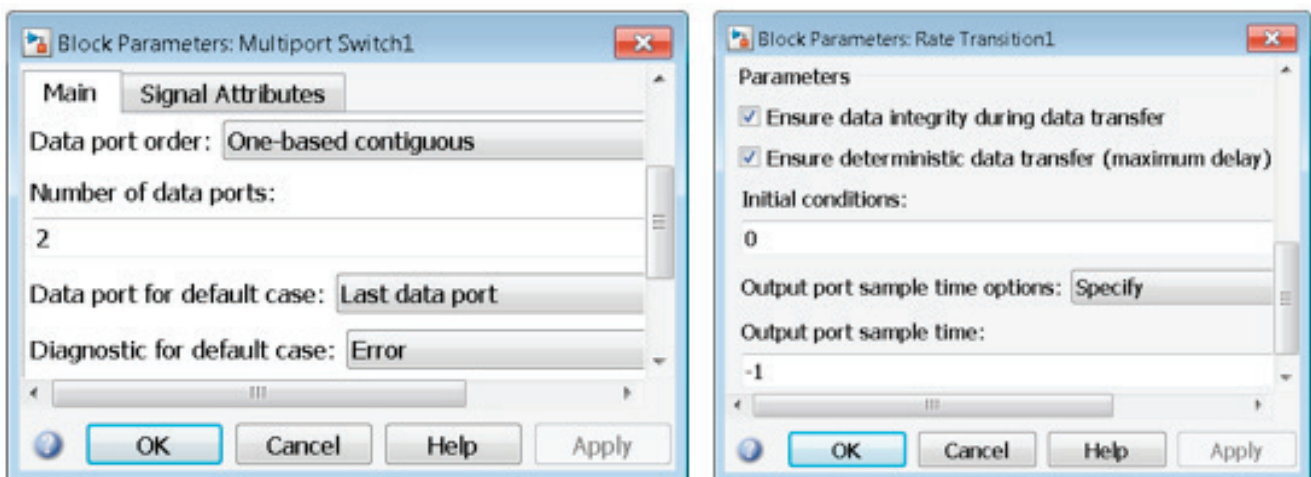 Block Parameters: Multiport Switch1
Main
Signal Attributes
Data port order: One-based contiguous
Number of data ports:
2
Data port for default case: Last data port
Diagnostic for default case: Error
OK
Cancel
Help
Apply
Block Parameters: Rate Transition1
Parameters
Ensure data integrity during data transfer
Ensure deterministic data transfer (maximum delay)
Initial conditions:
0
Output port sample time options: Specify
Output port sample time:
-1
OK
Cancel
Help
Apply